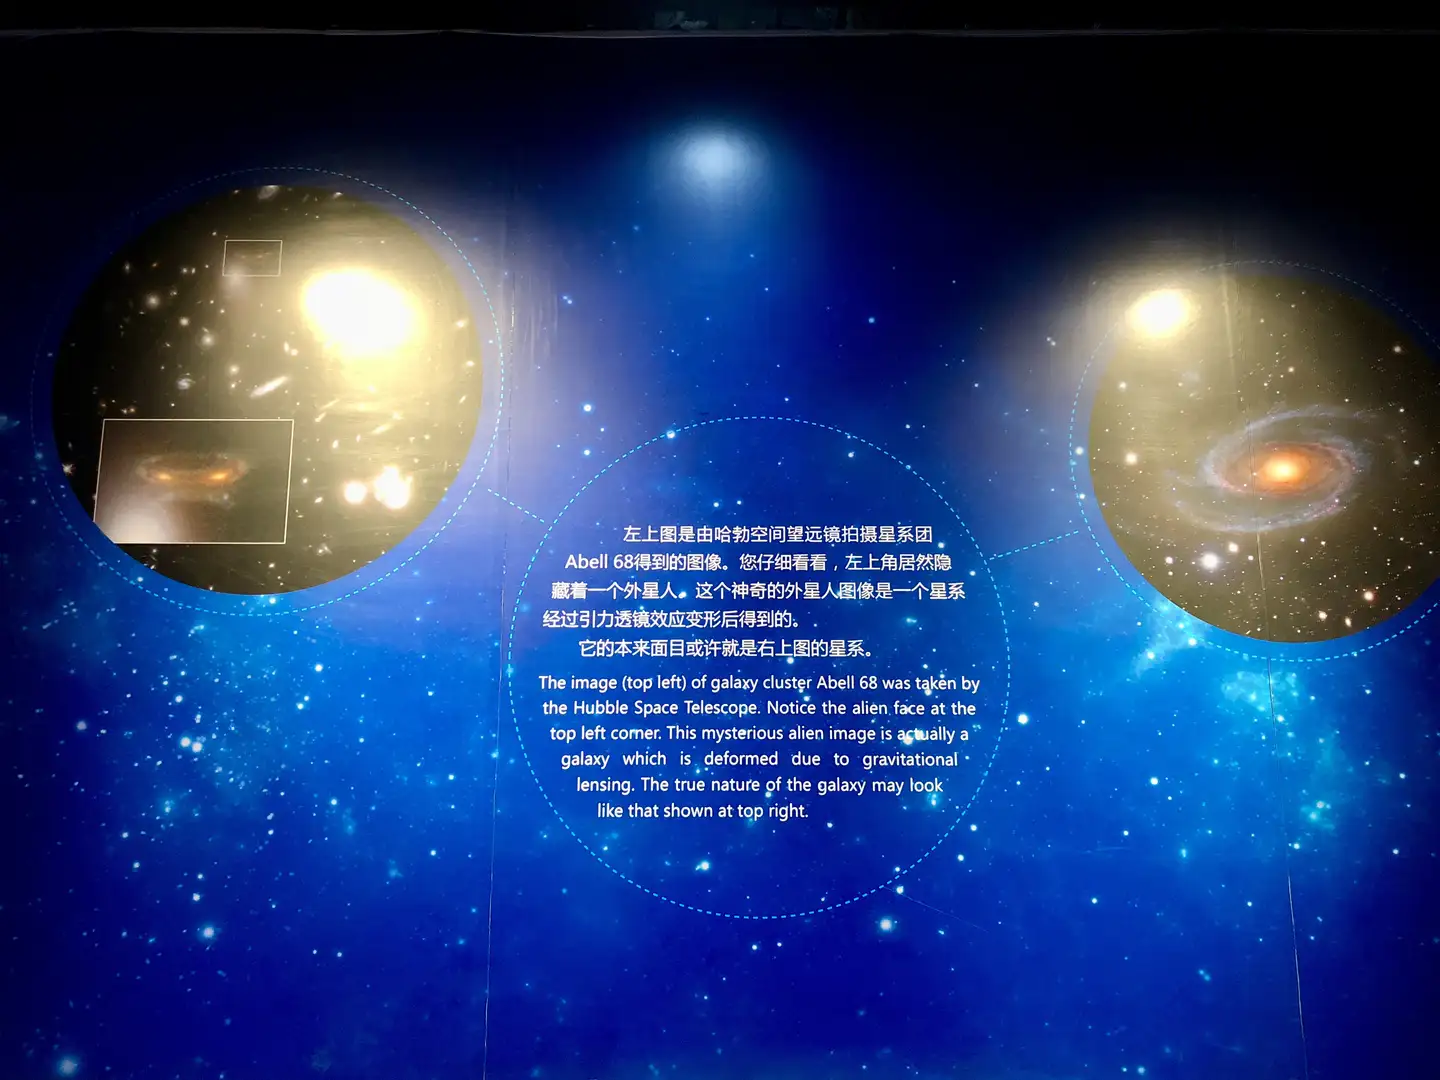 左上图是由哈勃空间望远镜拍摄星系团
Abell 68得到的图像。您仔细看看，左上角居然隐
藏着一个外星人。这个神奇的外星人图像是一个星系
经过引力透镜效应变形后得到的。
它的本来面目或许就是右上图的星系。
The image (top left) of galaxy cluster Abell 68 was taken by
the Hubble Space Telescope. Notice the alien face at the
top left corner. This mysterious alien image is actually a
galaxy which is deformed due to gravitational
lensing. The true nature of the galaxy may look
like that shown at top right.